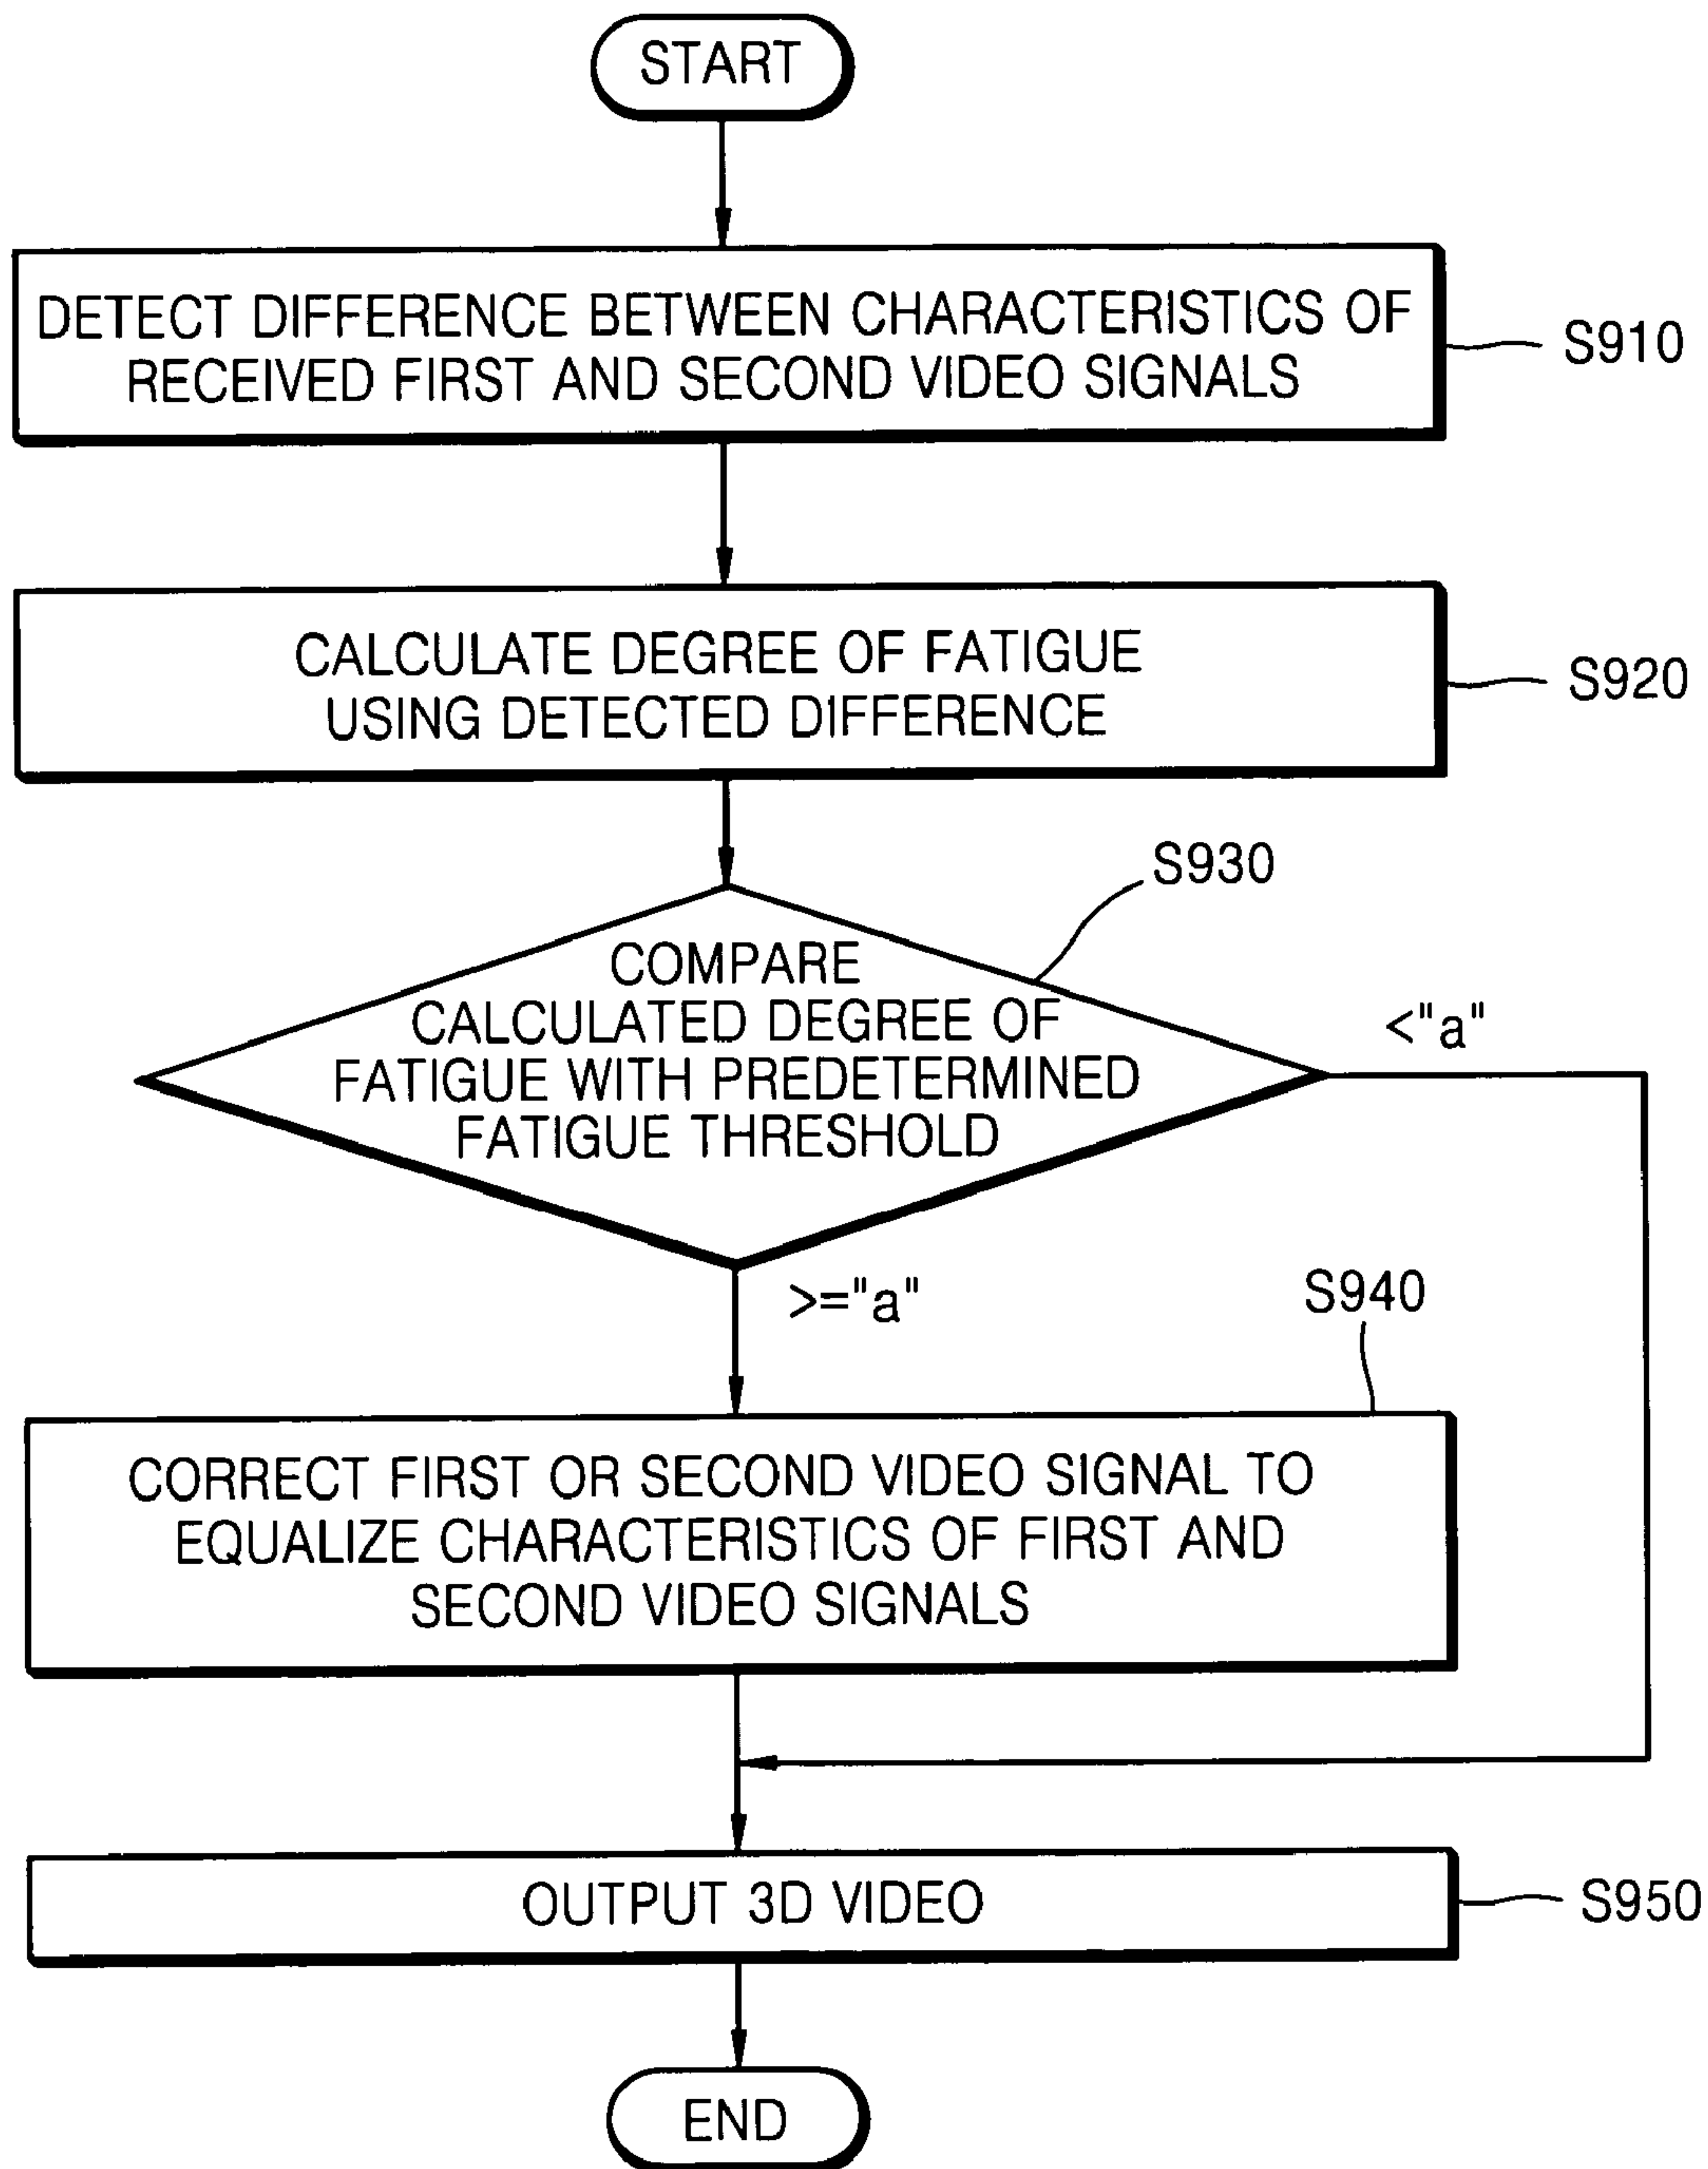 START
DETECT DIFFERENCE BETWEEN CHARACTERISTICS OF
RECEIVED FIRST AND SECOND VIDEO SIGNALS
S910
CALCULATE DEGREE OF FATIGUE
USING DETECTED DIFFERENCE
S920
S930
COMPARE
CALCULATED DEGREE OF
FATIGUE WITH PREDETERMINED
FATIGUE THRESHOLD
<"a"
>="a"
S940
CORRECT FIRST OR SECOND VIDEO SIGNAL TO
EQUALIZE CHARACTERISTICS OF FIRST AND
SECOND VIDEO SIGNALS
OUTPUT 3D VIDEO
S950
END